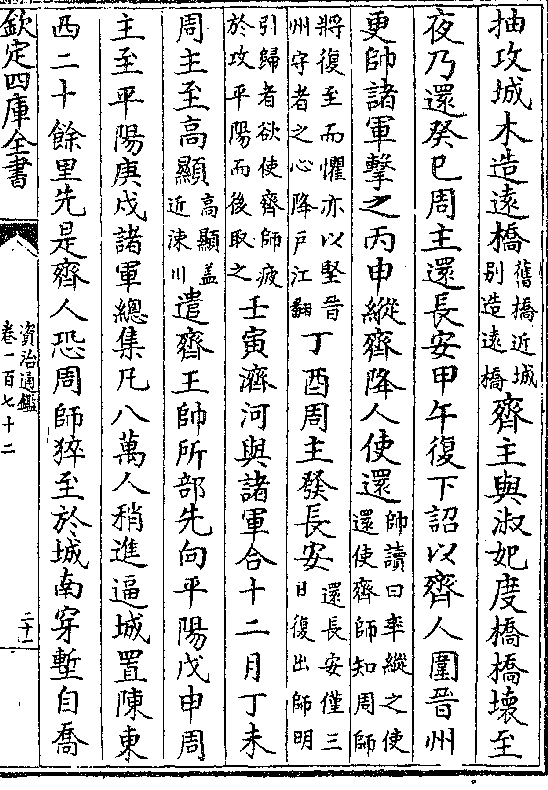 抽攻城木造遠橋舊橋近城别造遠橋齊主與淑妃度橋橋壞至
夜乃還癸巳周主還長安甲午復下詔以齊人圍晉州
更帥諸軍擊之丙申縱齊降人使還帥讀曰率縱之使還使齊師知周師
將復至而懼亦以堅晉州守者之心降戶江翻丁酉周主發長安還長安僅三日復出師明
引歸者欲使齊師疲於攻平陽而後取之壬寅濟河與諸軍合十二月丁未
周主至高顯高顯盖近涑川遣齊王帥所部先向平陽戊申周
主至平陽庚戌諸軍總集凡八萬人稍進逼城置陳東
西二十餘里先是齊人恐周師猝至於城南穿塹自喬
欽定四庫全書
資治通鑑
卷一百七十二
二十一